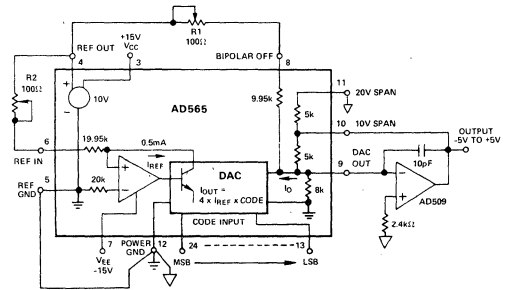 R1
100Ω
+15V
VCC
REF OUT
4
3
BIPOLAR OFF
8
R2
100Ω
+
10V
-
AD565
9.95k
11
20V SPAN
5k
10
10V SPAN
5k
6
REF IN
19.95k
0.5mA
IREF
DAC
IOUT =
4 x IREF x CODE
CODE INPUT
9
DAC
OUT
IO
8k
10pF
OUTPUT
-5V TO +5V
AD509
2.4kΩ
5
REF
GND
20k
7
VEE
-15V
POWER
GND
12
24
MSB
13
LSB